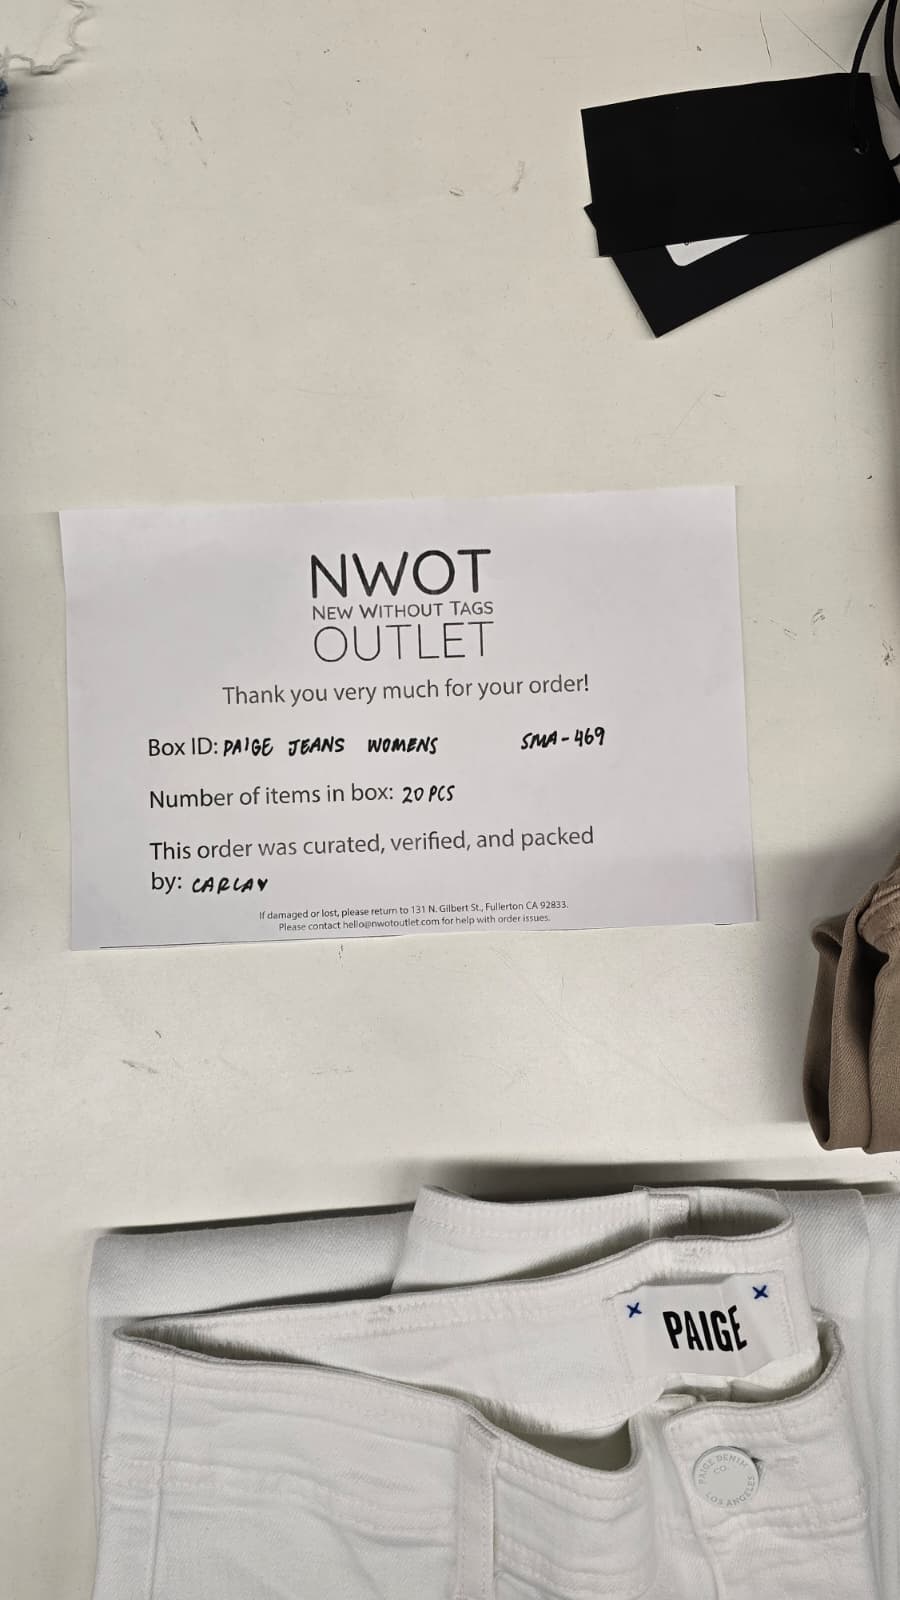 NWOT
NEW WITHOUT TAGS
OUTLET
Thank you very much for your order!
Box ID: PAIGE JEANS WOMENS SMA-469
Number of items in box: 20 PCS
This order was curated, verified, and packed
by: CARLA♥
If damaged or lost, please return to 131 N. Gilbert St., Fullerton CA 92833.
Please contact hello@nwotoutlet.com for help with order issues.
x PAIGE x
PAIGE DENIM
CO.
LOS ANGELES